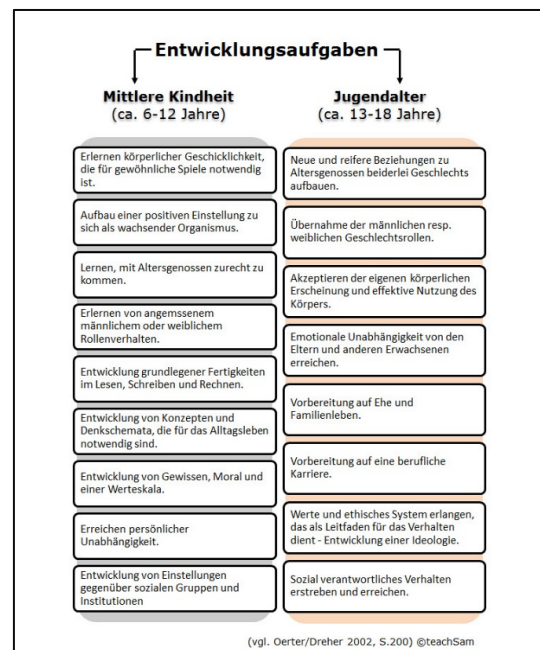 Entwicklungsaufgaben
Mittlere Kindheit
(ca. 6-12 Jahre)
Erlernen körperlicher Geschicklichkeit,
die für gewöhnliche Spiele notwendig
ist.
Aufbau einer positiven Einstellung zu
sich als wachsender Organismus.
Lernen, mit Altersgenossen zurecht zu
kommen.
Erlernen von angemssenem
männlichem oder weiblichem
Rollenverhalten.
Entwicklung grundlegener Fertigkeiten
im Lesen, Schreiben und Rechnen.
Entwicklung von Konzepten und
Denkschemata, die für das Alltagsleben
notwendig sind.
Entwicklung von Gewissen, Moral und
einer Werteskala.
Erreichen persönlicher
Unabhängigkeit.
Entwicklung von Einstellungen
gegenüber sozialen Gruppen und
Institutionen
Jugendalter
(ca. 13-18 Jahre)
Neue und reifere Beziehungen zu
Altersgenossen beiderlei Geschlechts
aufbauen.
Übernahme der männlichen resp.
weiblichen Geschlechtsrollen.
Akzeptieren der eigenen körperlichen
Erscheinung und effektive Nutzung des
Körpers.
Emotionale Unabhängigkeit von den
Eltern und anderen Erwachsenen
erreichen.
Vorbereitung auf Ehe und
Familienleben.
Vorbereitung auf eine berufliche
Karriere.
Werte und ethisches System erlangen,
das als Leitfaden für das Verhalten
dient - Entwicklung einer Ideologie.
Sozial verantwortliches Verhalten
erstreben und erreichen.
(vgl. Oerter/Dreher 2002, S.200) ©teachSam